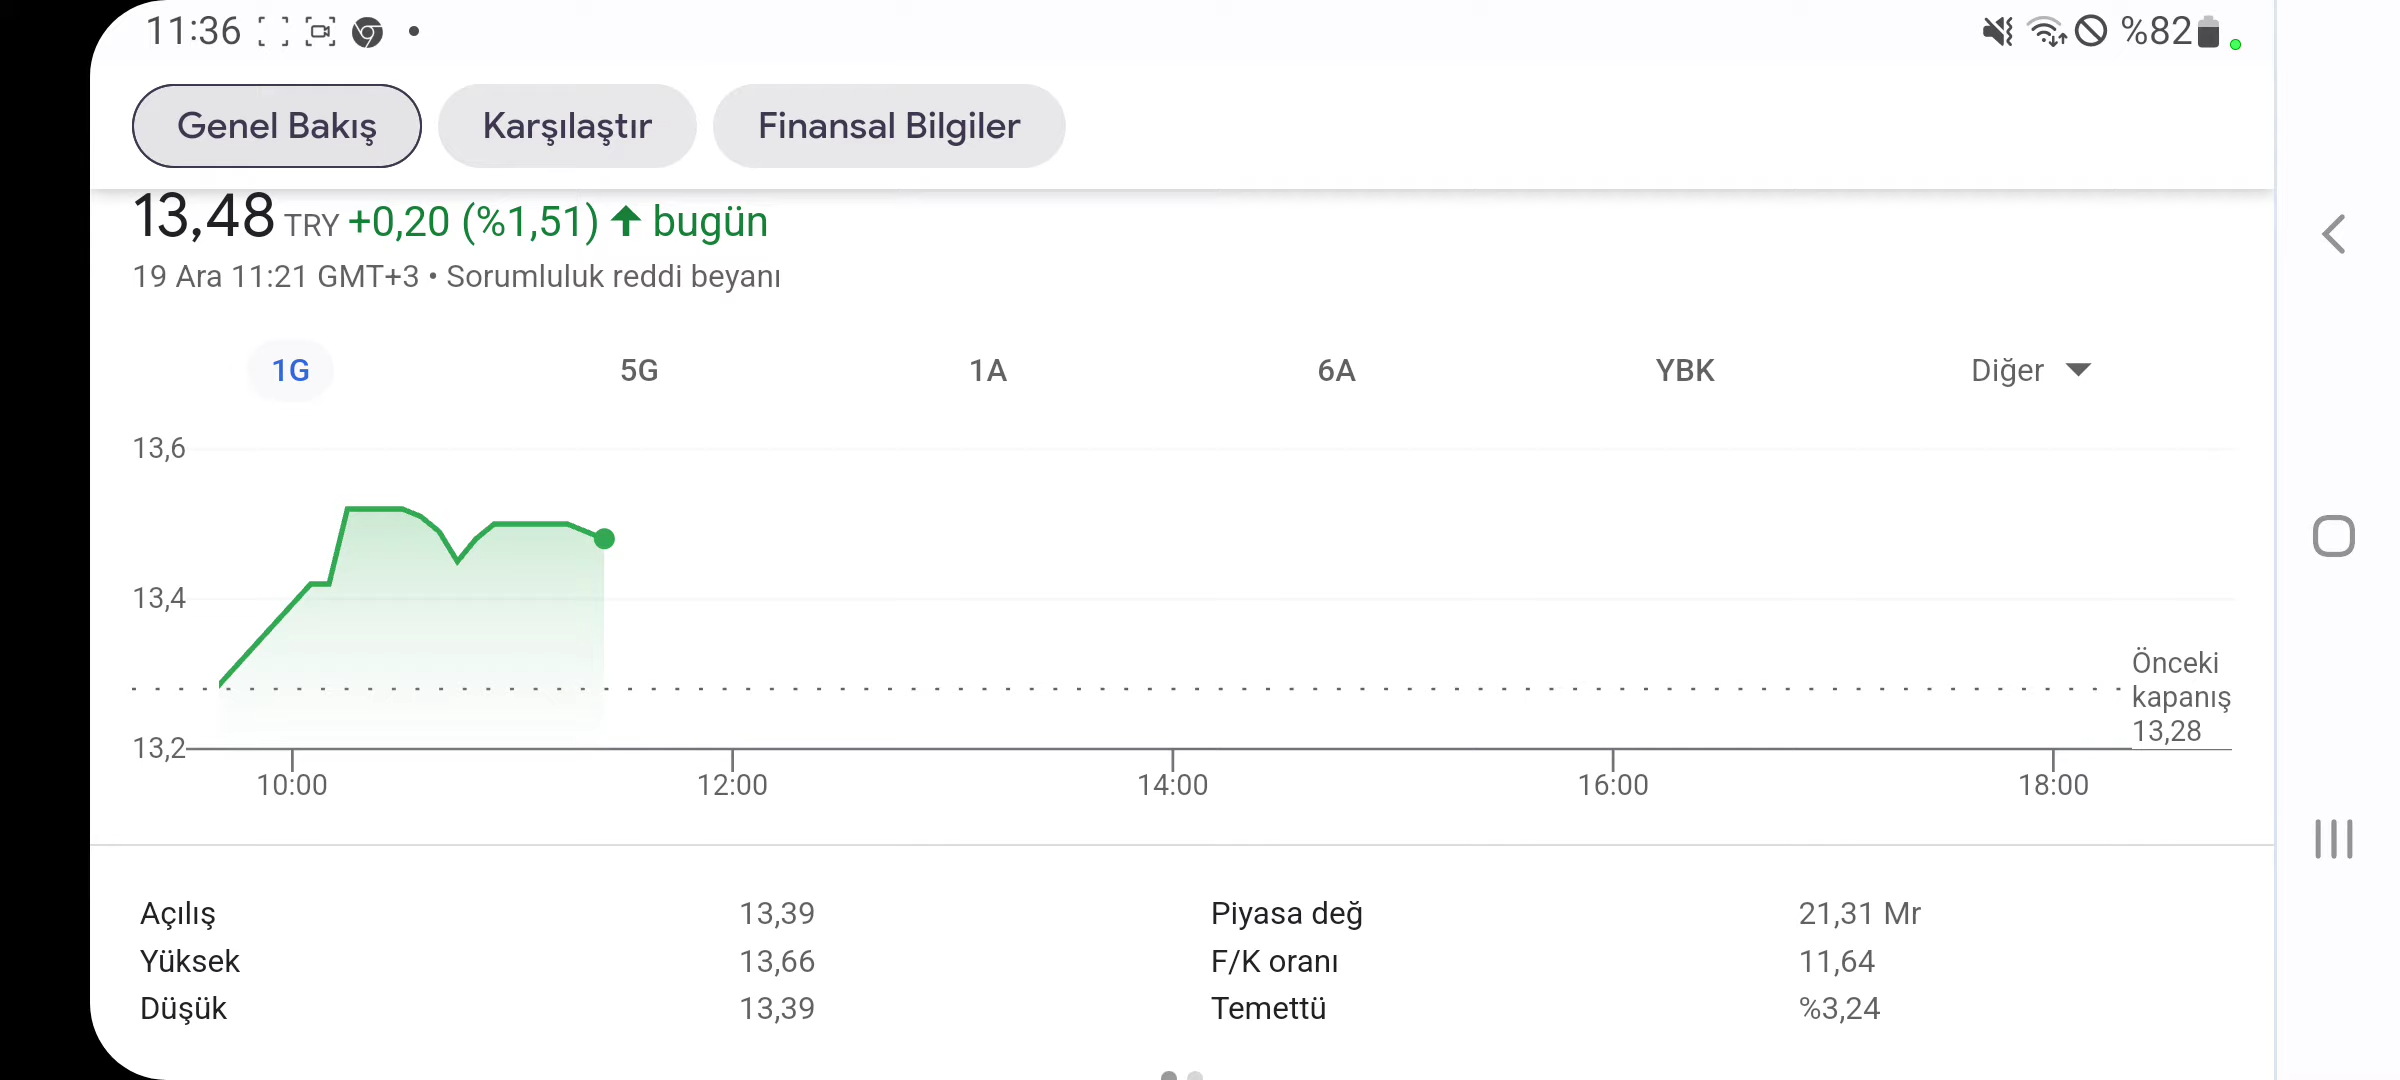 11:36 %82
Genel Bakış Karşılaştır Finansal Bilgiler
13,48 TRY +0,20 (%1,51) ↑ bugün
19 Ara 11:21 GMT+3 • Sorumluluk reddi beyanı
1G 5G 1A 6A YBK Diğer
13,6
13,4
13,2
Önceki
kapanış
13,28
10:00 12:00 14:00 16:00 18:00
Açılış 13,39 Piyasa değ 21,31 Mr
Yüksek 13,66 F/K oranı 11,64
Düşük 13,39 Temettü %3,24